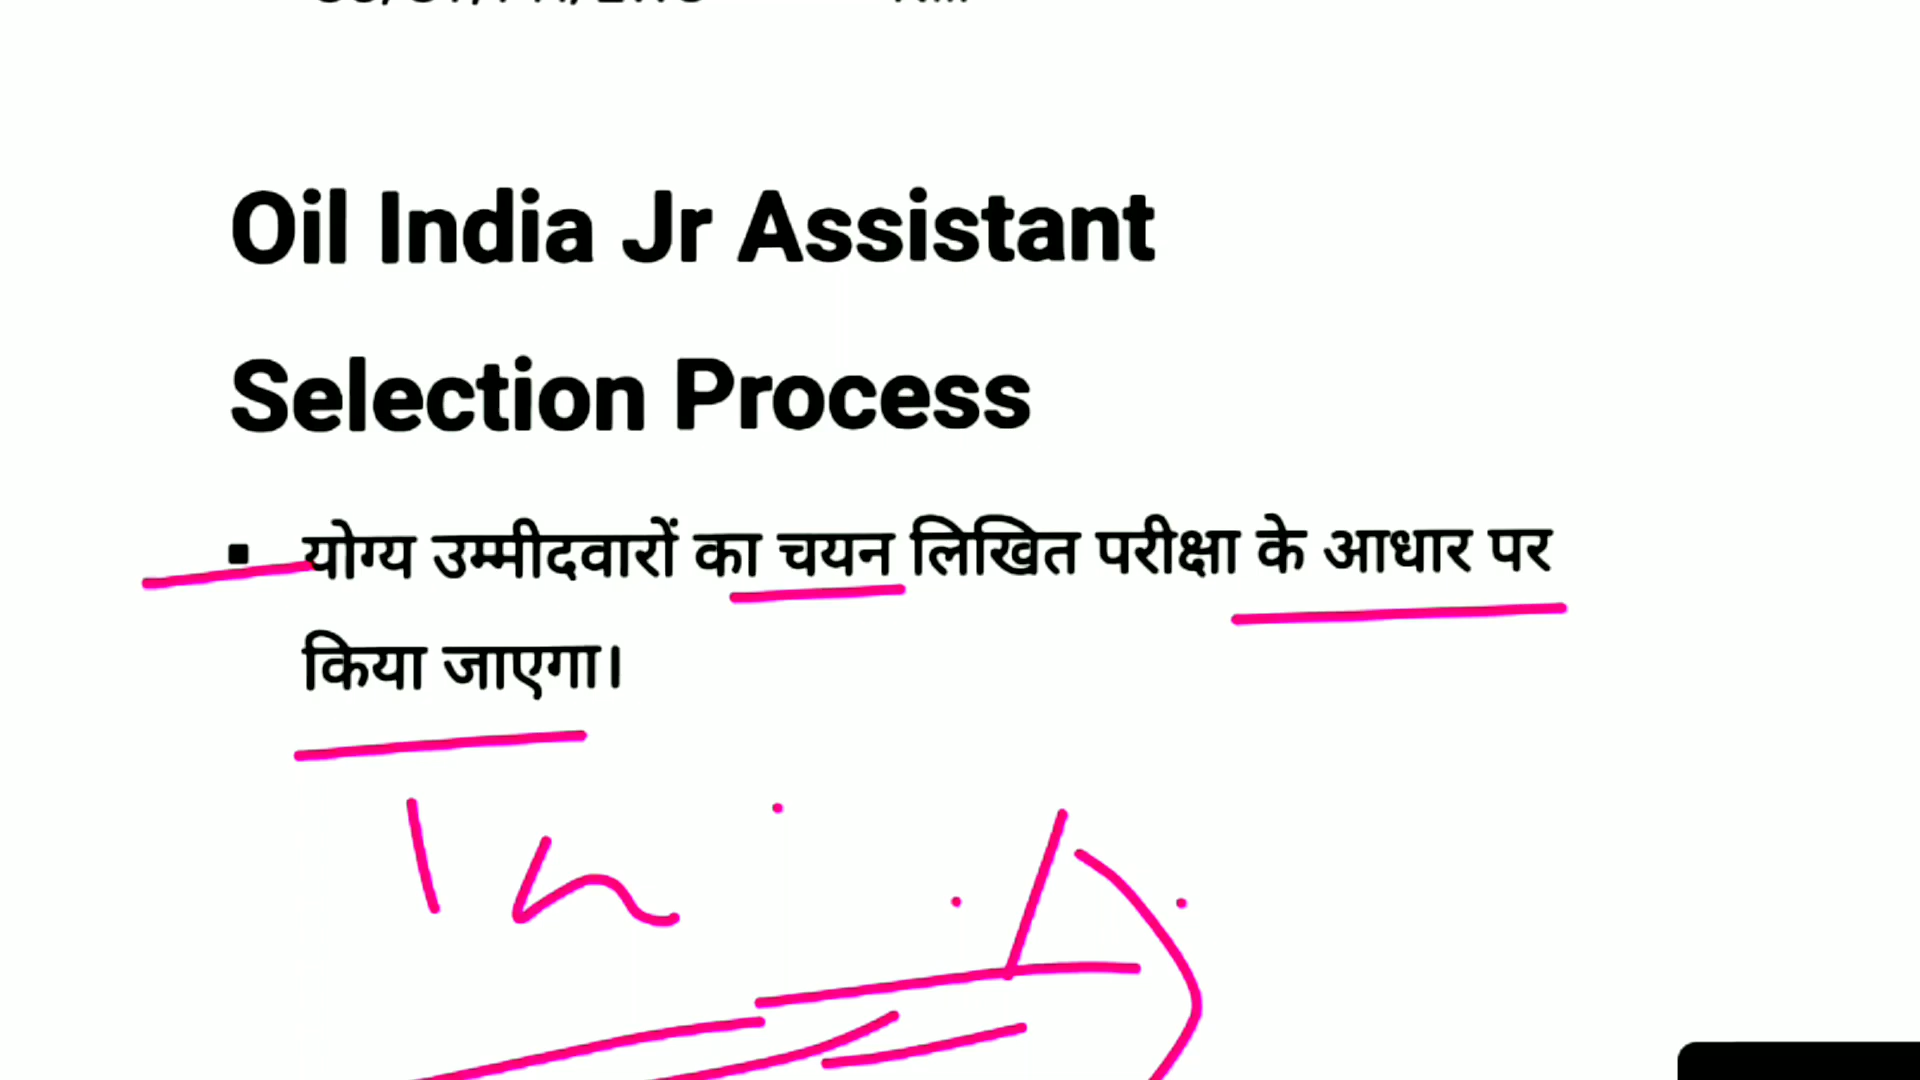 Oil India Jr Assistant
Selection Process
▪ योग्य उम्मीदवारों का चयन लिखित परीक्षा के आधार पर
किया जाएगा।